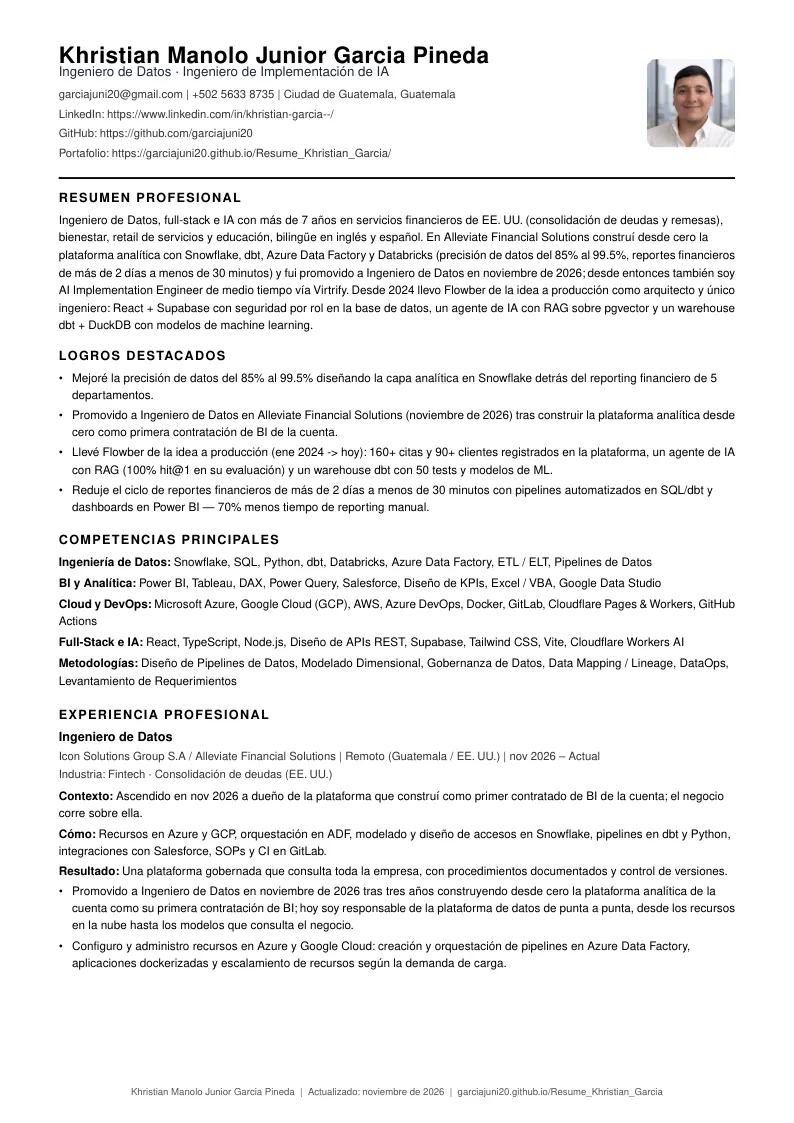 Khristian Manolo Junior Garcia Pineda
Ingeniero de Datos · Ingeniero de Implementación de IA
garciajuni20@gmail.com | +502 5633 8735 | Ciudad de Guatemala, Guatemala
LinkedIn: https://www.linkedin.com/in/khristian-garcia--/
GitHub: https://github.com/garciajuni20
Portafolio: https://garciajuni20.github.io/Resume_Khristian_Garcia/
RESUMEN PROFESIONAL
Ingeniero de Datos, full-stack e IA con más de 7 años en servicios financieros de EE. UU. (consolidación de deudas y remesas),
bienestar, retail de servicios y educación, bilingüe en inglés y español. En Alleviate Financial Solutions construí desde cero la
plataforma analítica con Snowflake, dbt, Azure Data Factory y Databricks (precisión de datos del 85% al 99.5%, reportes financieros
de más de 2 días a menos de 30 minutos) y fui promovido a Ingeniero de Datos en noviembre de 2026; desde entonces también soy
AI Implementation Engineer de medio tiempo vía Virtrify. Desde 2024 llevo Flowber de la idea a producción como arquitecto y único
ingeniero: React + Supabase con seguridad por rol en la base de datos, un agente de IA con RAG sobre pgvector y un warehouse
dbt + DuckDB con modelos de machine learning.
LOGROS DESTACADOS
• Mejoré la precisión de datos del 85% al 99.5% diseñando la capa analítica en Snowflake detrás del reporting financiero de 5
departamentos.
• Promovido a Ingeniero de Datos en Alleviate Financial Solutions (noviembre de 2026) tras construir la plataforma analítica desde
cero como primera contratación de BI de la cuenta.
• Llevé Flowber de la idea a producción (ene 2024 -> hoy): 160+ citas y 90+ clientes registrados en la plataforma, un agente de IA
con RAG (100% hit@1 en su evaluación) y un warehouse dbt con 50 tests y modelos de ML.
• Reduje el ciclo de reportes financieros de más de 2 días a menos de 30 minutos con pipelines automatizados en SQL/dbt y
dashboards en Power BI — 70% menos tiempo de reporting manual.
COMPETENCIAS PRINCIPALES
Ingeniería de Datos: Snowflake, SQL, Python, dbt, Databricks, Azure Data Factory, ETL / ELT, Pipelines de Datos
BI y Analítica: Power BI, Tableau, DAX, Power Query, Salesforce, Diseño de KPIs, Excel / VBA, Google Data Studio
Cloud y DevOps: Microsoft Azure, Google Cloud (GCP), AWS, Azure DevOps, Docker, GitLab, Cloudflare Pages & Workers, GitHub
Actions
Full-Stack e IA: React, TypeScript, Node.js, Diseño de APIs REST, Supabase, Tailwind CSS, Vite, Cloudflare Workers AI
Metodologías: Diseño de Pipelines de Datos, Modelado Dimensional, Gobernanza de Datos, Data Mapping / Lineage, DataOps,
Levantamiento de Requerimientos
EXPERIENCIA PROFESIONAL
Ingeniero de Datos
Icon Solutions Group S.A / Alleviate Financial Solutions | Remoto (Guatemala / EE. UU.) | nov 2026 – Actual
Industria: Fintech · Consolidación de deudas (EE. UU.)
Contexto: Ascendido en nov 2026 a dueño de la plataforma que construí como primer contratado de BI de la cuenta; el negocio
corre sobre ella.
Cómo: Recursos en Azure y GCP, orquestación en ADF, modelado y diseño de accesos en Snowflake, pipelines en dbt y Python,
integraciones con Salesforce, SOPs y CI en GitLab.
Resultado: Una plataforma gobernada que consulta toda la empresa, con procedimientos documentados y control de versiones.
• Promovido a Ingeniero de Datos en noviembre de 2026 tras tres años construyendo desde cero la plataforma analítica de la
cuenta como su primera contratación de BI; hoy soy responsable de la plataforma de datos de punta a punta, desde los recursos
en la nube hasta los modelos que consulta el negocio.
• Configuro y administro recursos en Azure y Google Cloud: creación y orquestación de pipelines en Azure Data Factory,
aplicaciones dockerizadas y escalamiento de recursos según la demanda de carga.
Khristian Manolo Junior Garcia Pineda | Actualizado: noviembre de 2026 | garciajuni20.github.io/Resume_Khristian_Garcia